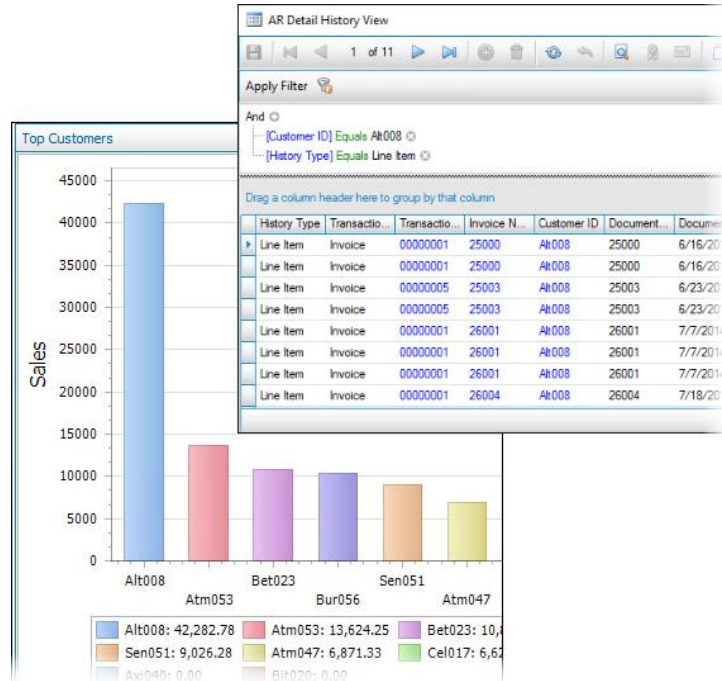 AR Detail History View
1 of 11
Apply Filter
And
[Customer ID] Equals Alt008
[History Type] Equals Line Item
Drag a column header here to group by that column
History Type Transactio... Transactio... Invoice N... Customer ID Document... Docume
Line Item Invoice 00000001 25000 Alt008 25000 6/16/20
Line Item Invoice 00000001 25000 Alt008 25000 6/16/20
Line Item Invoice 00000005 25003 Alt008 25003 6/23/20
Line Item Invoice 00000005 25003 Alt008 25003 6/23/20
Line Item Invoice 00000001 26001 Alt008 26001 7/7/2014
Line Item Invoice 00000001 26001 Alt008 26001 7/7/2014
Line Item Invoice 00000001 26001 Alt008 26001 7/7/2014
Line Item Invoice 00000001 26004 Alt008 26004 7/18/20
Top Customers
45000
40000
35000
30000
25000
20000
15000
10000
5000
0
Sales
Alt008 Bet023 Sen051
Atm053 Bur056 Atm047
Alt008: 42,282.78 Atm053: 13,624.25 Bet023: 10,8
Sen051: 9,026.28 Atm047: 6,871.33 Cel017: 6,62
Axi040: 0.00 Bit020: 0.00